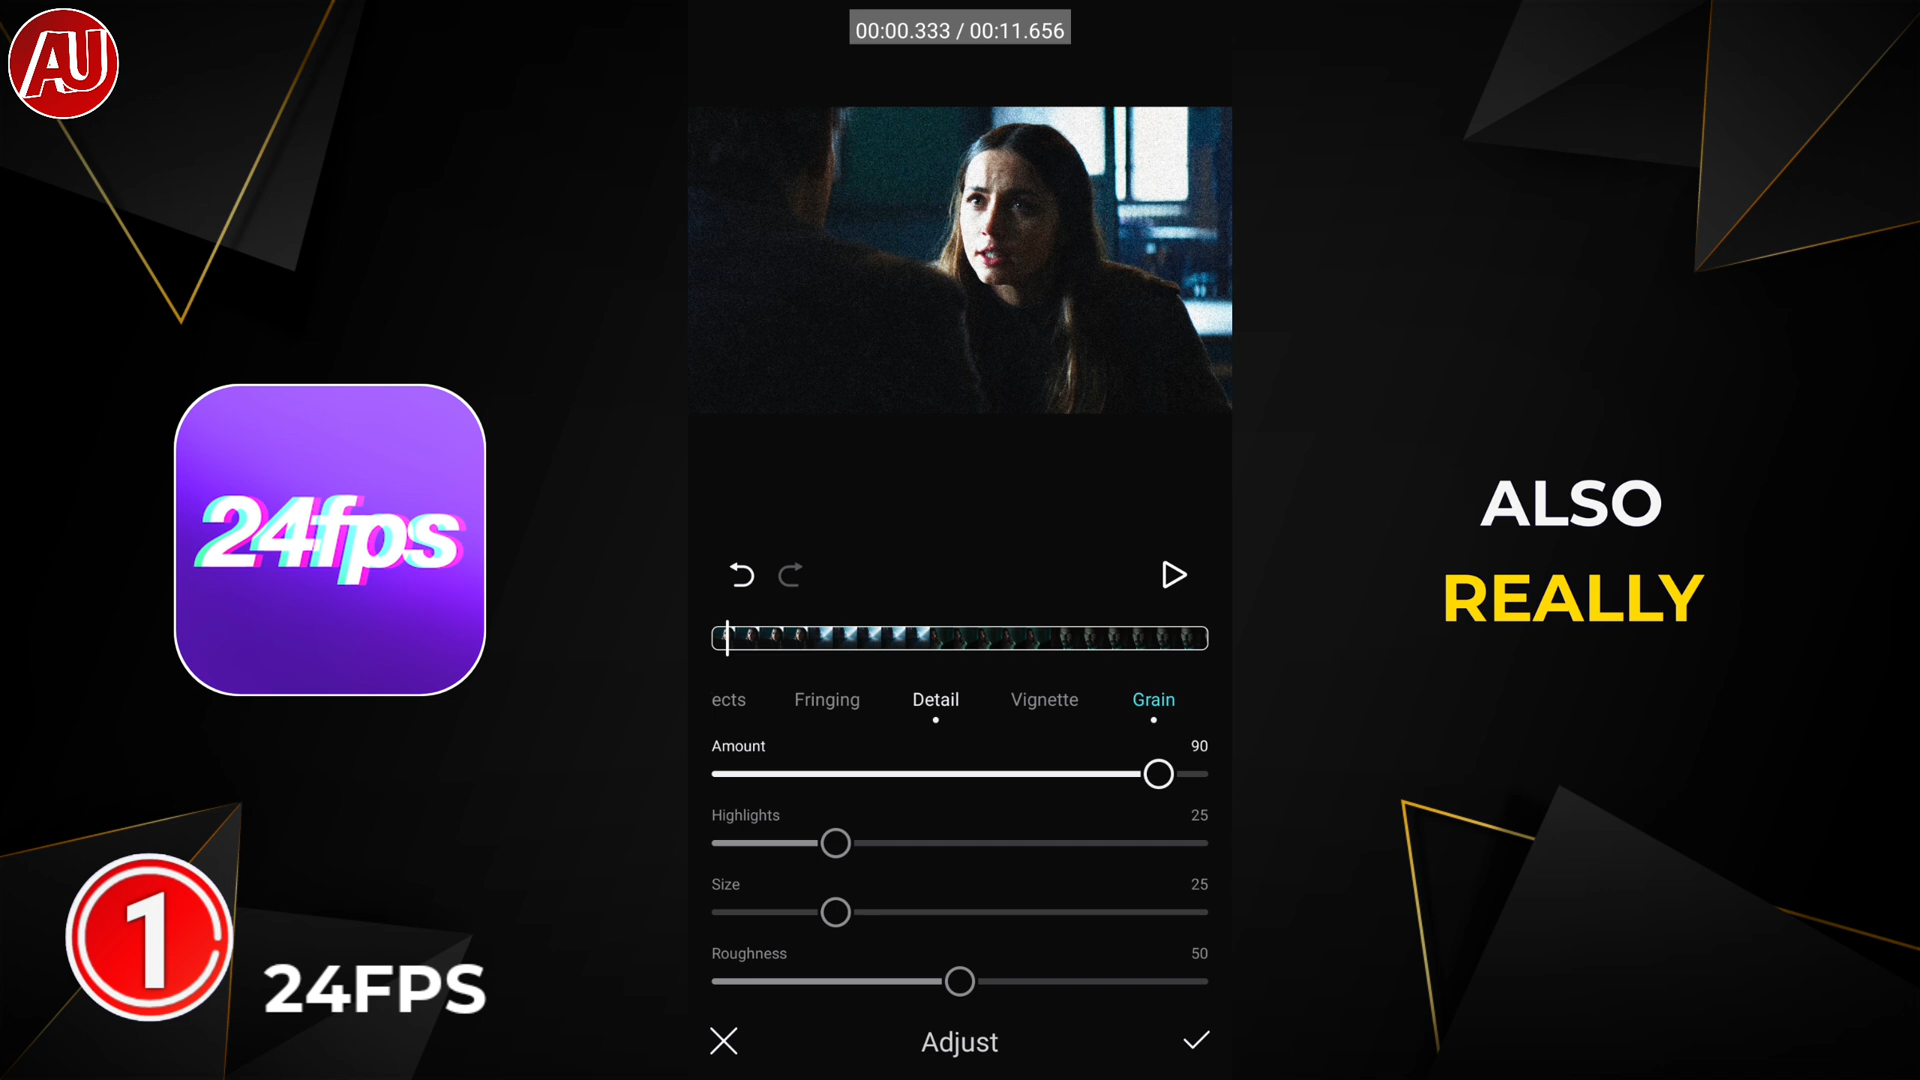 AU
00:00.333 / 00:11.656
24fps
ALSO
REALLY
ects
Fringing
Detail
Vignette
Grain
Amount
90
Highlights
25
Size
25
Roughness
50
1
24FPS
Adjust